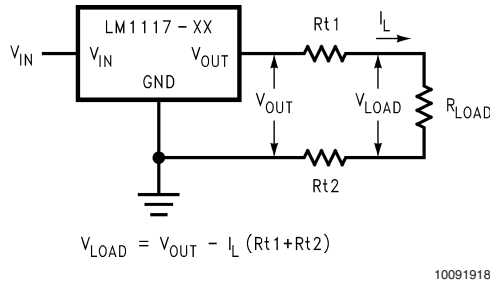 LM1117-XX
Rt1
I_L
V_IN
V_IN
V_OUT
GND
V_OUT
V_LOAD
R_LOAD
Rt2
V_LOAD = V_OUT - I_L (Rt1+Rt2)
10091918